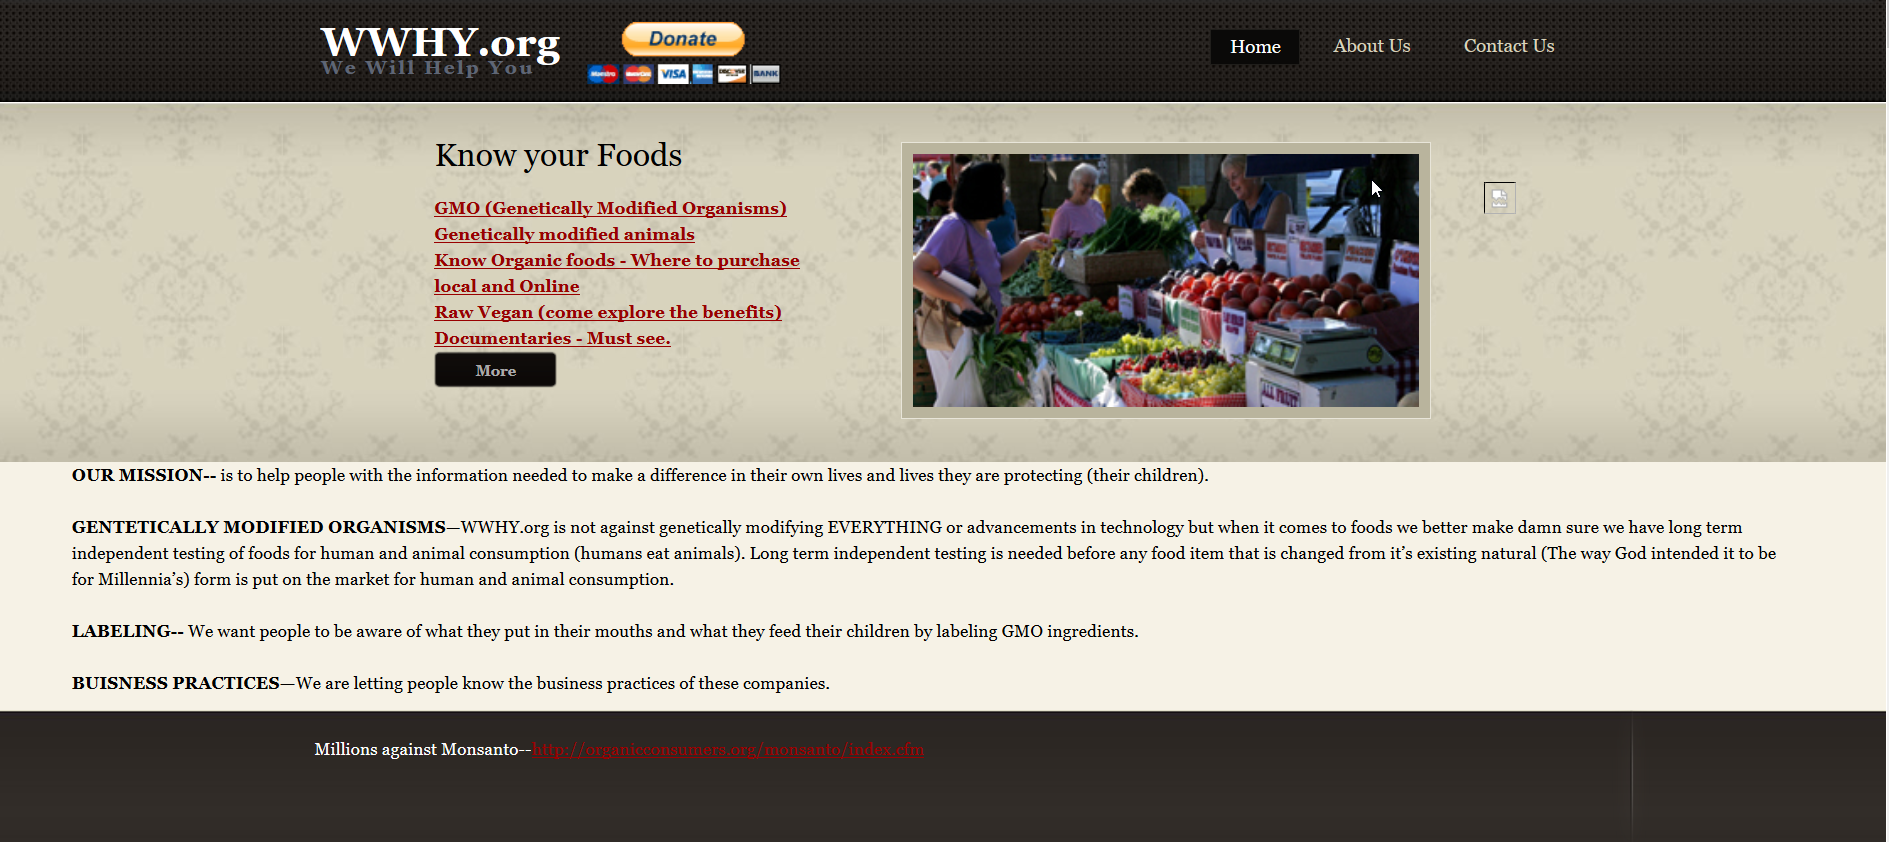 WWHY.org
We Will Help You
Donate
Maestro MasterCard VISA DISCOVER BANK
Home About Us Contact Us
Know your Foods
GMO (Genetically Modified Organisms)
Genetically modified animals
Know Organic foods - Where to purchase
local and Online
Raw Vegan (come explore the benefits)
Documentaries - Must see.
More
ALL FRUIT
OUR MISSION-- is to help people with the information needed to make a difference in their own lives and lives they are protecting (their children).
GENTETICALLY MODIFIED ORGANISMS—WWHY.org is not against genetically modifying EVERYTHING or advancements in technology but when it comes to foods we better make damn sure we have long term
independent testing of foods for human and animal consumption (humans eat animals). Long term independent testing is needed before any food item that is changed from it’s existing natural (The way God intended it to be
for Millennia’s) form is put on the market for human and animal consumption.
LABELING-- We want people to be aware of what they put in their mouths and what they feed their children by labeling GMO ingredients.
BUISNESS PRACTICES—We are letting people know the business practices of these companies.
Millions against Monsanto--http://organicconsumers.org/monsanto/index.cfm